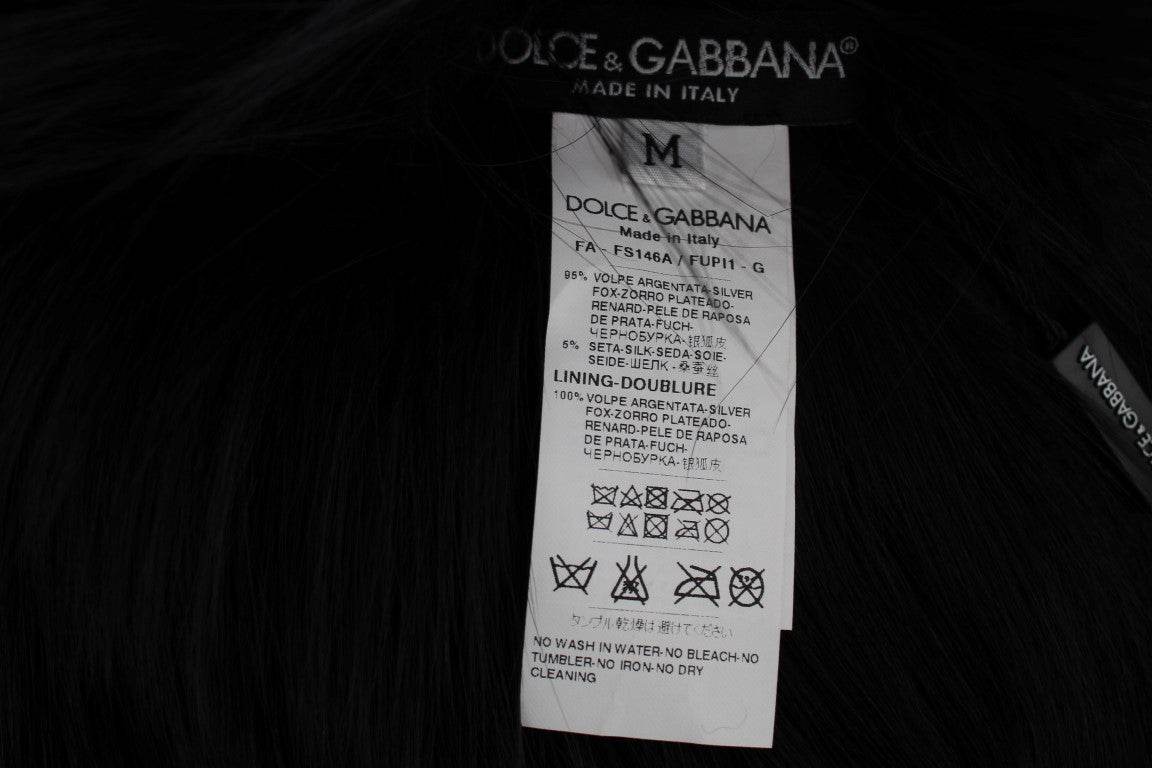 DOLCE & GABBANA®
MADE IN ITALY
M
DOLCE & GABBANA
Made in Italy
FA - FS146A / FUPI1 - G
95% VOLPE ARGENTATA-SILVER
FOX-ZORRO PLATEADO-
RENARD-PELE DE RAPOSA
DE PRATA-FUCH-
ЧЕРНОБУРКА-银狐皮
5% SETA-SILK-SEDA-SOIE-
SEIDE-ШЕЛК-桑蚕丝
LINING-DOUBLURE
100% VOLPE ARGENTATA-SILVER
FOX-ZORRO PLATEADO-
RENARD-PELE DE RAPOSA
DE PRATA-FUCH-
ЧЕРНОБУРКА-银狐皮
タンブル乾燥は避けてください
NO WASH IN WATER-NO BLEACH-NO
TUMBLER-NO IRON-NO DRY
CLEANING
CE & GABBANA